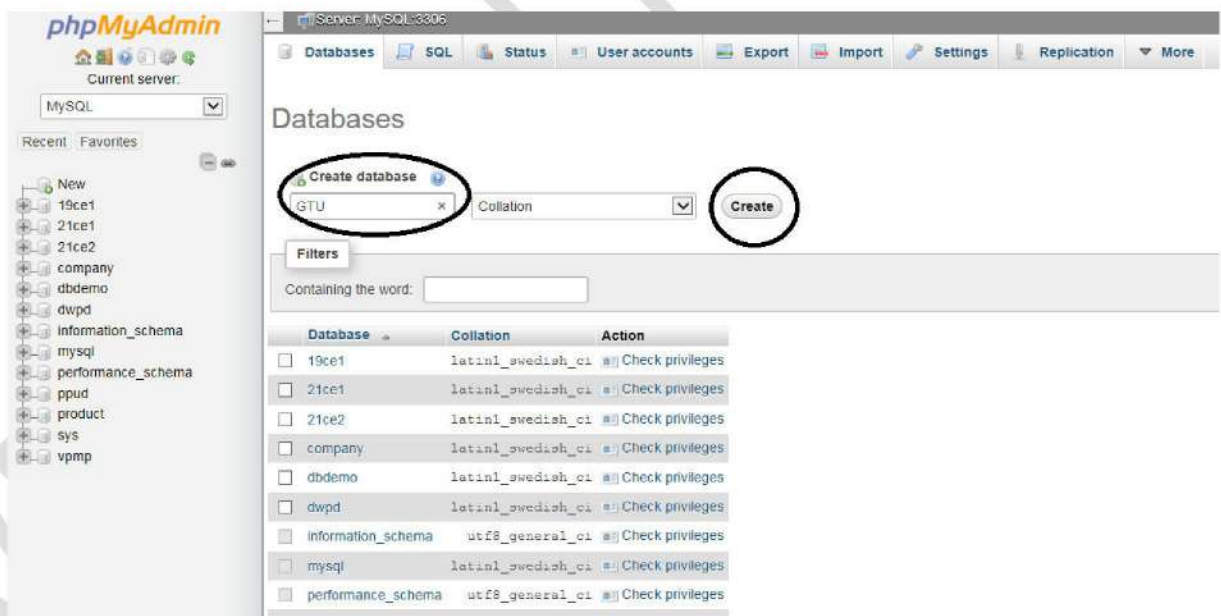 phpMyAdmin
Current server:
MySQL
Recent Favorites
New
19ce1
21ce1
21ce2
company
dbdemo
dwpd
information_schema
mysql
performance_schema
ppud
product
sys
vpmp
Server: MySQL:3306
Databases SQL Status User accounts Export Import Settings Replication More
Databases
Create database
GTU × Collation Create
Filters
Containing the word:
Database Collation Action
19ce1 latin1_swedish_ci Check privileges
21ce1 latin1_swedish_ci Check privileges
21ce2 latin1_swedish_ci Check privileges
company latin1_swedish_ci Check privileges
dbdemo latin1_swedish_ci Check privileges
dwpd latin1_swedish_ci Check privileges
information_schema utf8_general_ci Check privileges
mysql latin1_swedish_ci Check privileges
performance_schema utf8_general_ci Check privileges